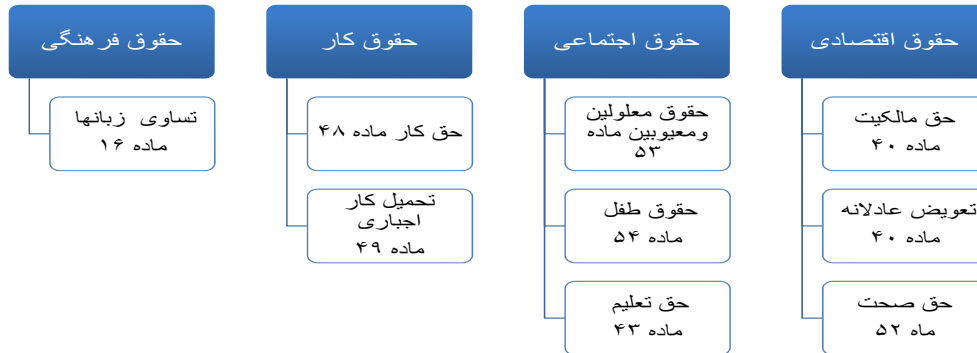 حقوق اقتصادی
حق مالکیت
ماده ۴۰
تعویض عادلانه
ماده ۴۰
حق صحت
ماه ۵۲
حقوق اجتماعی
حقوق معلولین
ومعیوبین ماده
۵۳
حقوق طفل
ماده ۵۴
حق تعلیم
ماده ۴۳
حقوق کار
حق کار ماده ۴۸
تحمیل کار
اجباری
ماده ۴۹
حقوق فرهنگی
تساوی زبانها
ماده ۱۶